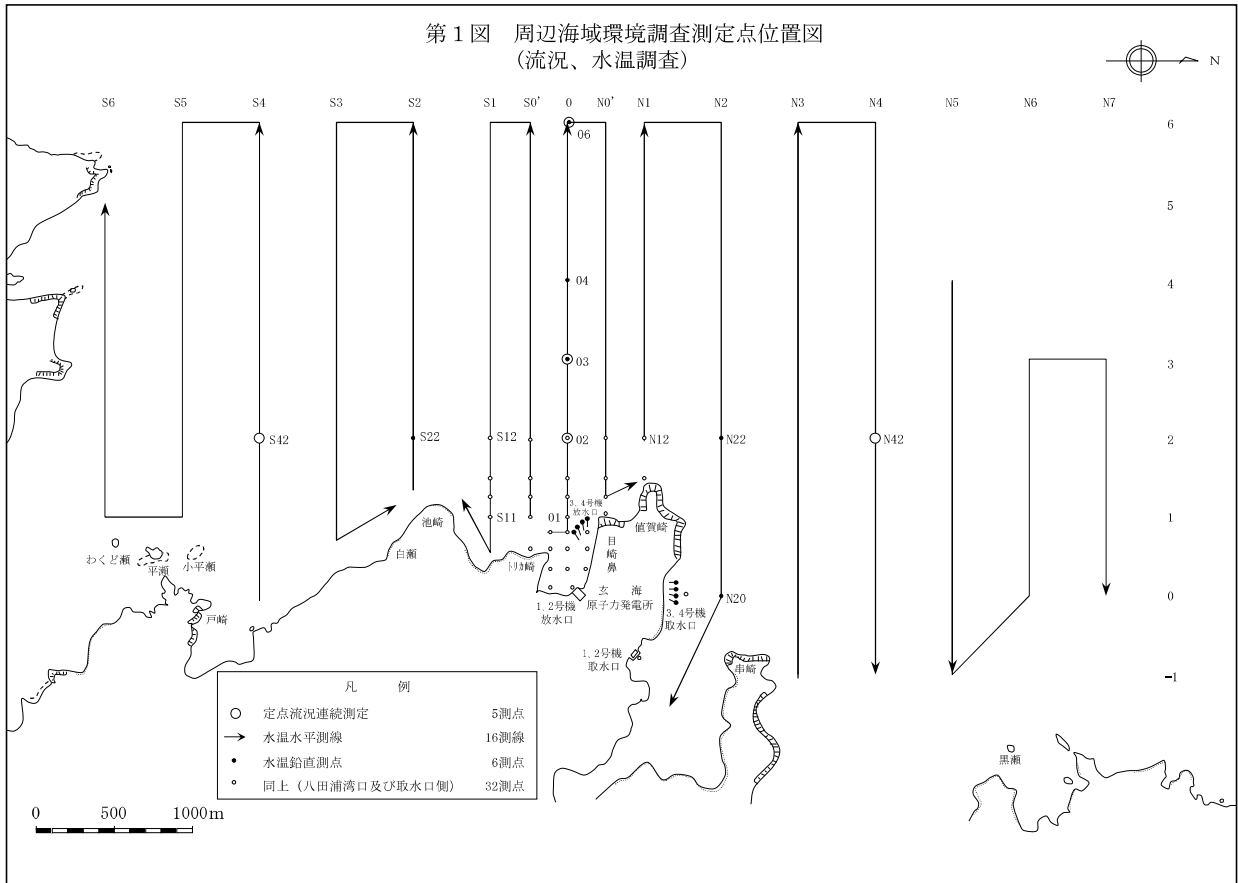 第１図　周辺海域環境調査測定点位置図
（流況、水温調査）
N
S6 S5 S4 S3 S2 S1 S0' 0 N0' N1 N2 N3 N4 N5 N6 N7
6
06
5
04
4
03
3
S42
S22
S12
02
N12
N22
N42
2
3、4号機
放水口
S11
01
1
池崎
値賀崎
白瀬
トリカ崎
目崎鼻
わくど瀬
平瀬
小平瀬
戸崎
玄　海
原子力発電所
1、2号機
放水口
3、4号機
取水口
N20
0
1、2号機
取水口
串崎
-1
凡　例
定点流況連続測定　5測点
水温水平測線　16測線
水温鉛直測点　6測点
同上（八田浦湾口及び取水口側）　32測点
黒瀬
0 500 1000m